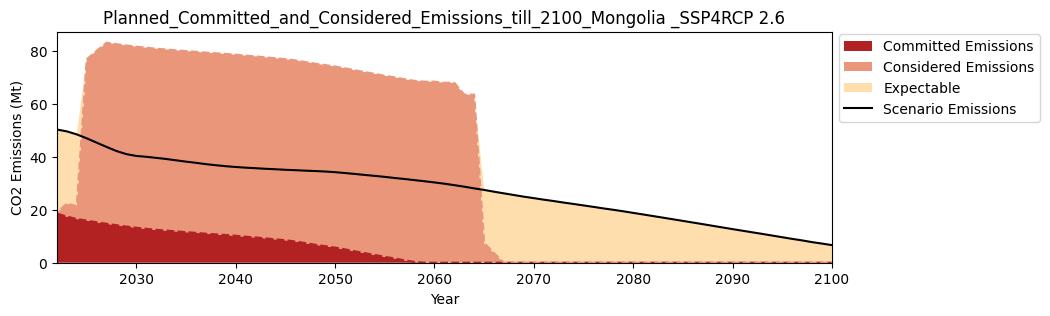 Planned_Committed_and_Considered_Emissions_till_2100_Mongolia _SSP4RCP 2.6
Committed Emissions
Considered Emissions
Expectable
Scenario Emissions
CO2 Emissions (Mt)
80
60
40
20
0
2030 2040 2050 2060 2070 2080 2090 2100
Year